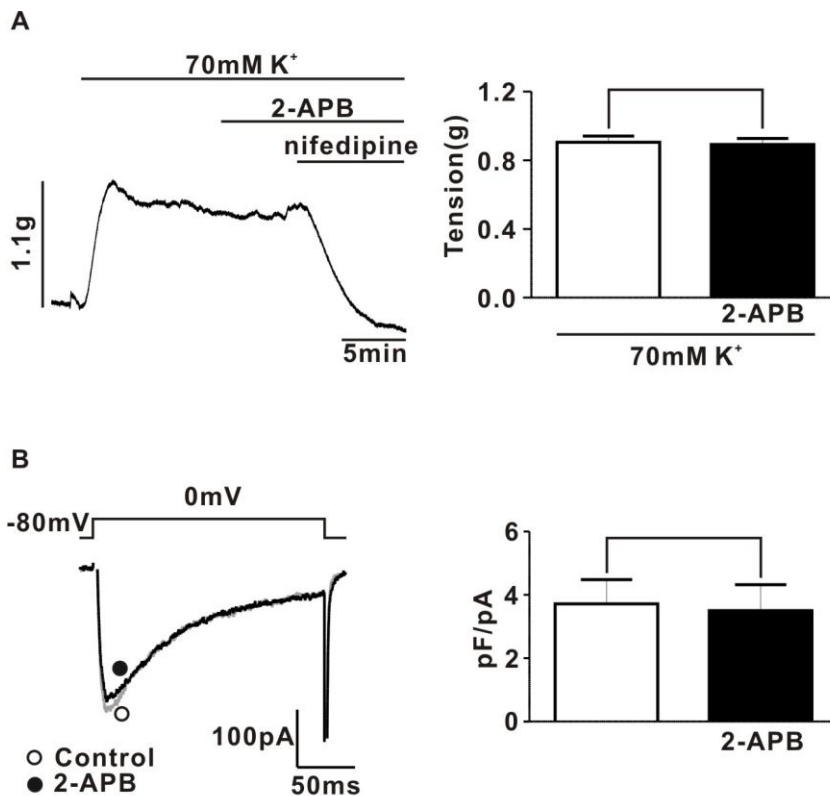 A
70mM K⁺
2-APB
nifedipine
1.1g
5min
Tension(g)
1.2
0.8
0.4
0.0
2-APB
70mM K⁺
B
0mV
-80mV
100pA
50ms
○ Control
● 2-APB
pF/pA
6
4
2
0
2-APB